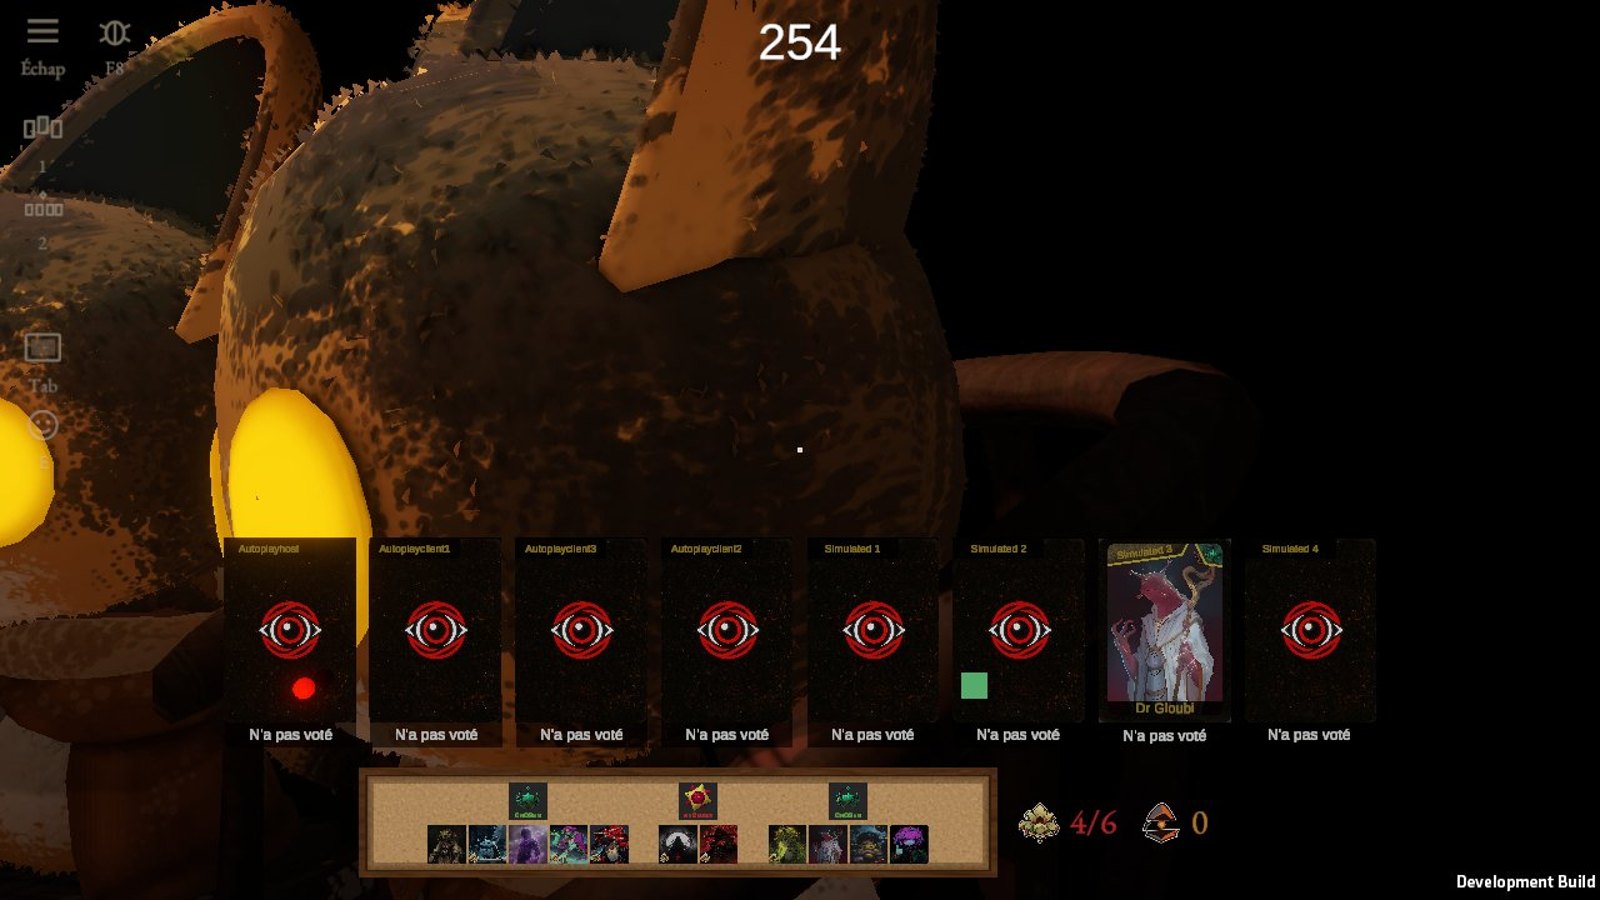 254
Échap
F8
1
2
Tab
Autoplayhost
Autoplayclient1
Autoplayclient3
Autoplayclient2
Simulated 1
Simulated 2
Simulated 3
Simulated 4
Dr Gloubi
N'a pas voté
N'a pas voté
N'a pas voté
N'a pas voté
N'a pas voté
N'a pas voté
N'a pas voté
N'a pas voté
4/6
0
Development Build